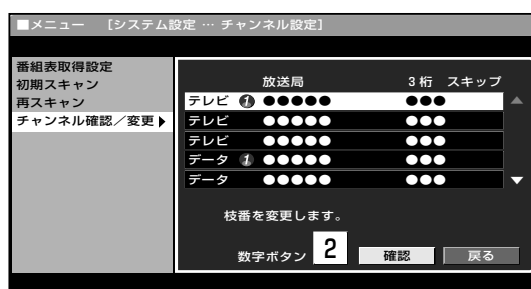 ■メニュー [システム設定 … チャンネル設定]
番組表取得設定
初期スキャン
再スキャン
チャンネル確認／変更▶
放送局 3桁 スキップ
テレビ ❶ ●●●●● ●●● ▲
テレビ ●●●●● ●●●
テレビ ●●●●● ●●●
データ ❶ ●●●●● ●●●
データ ●●●●● ●●● ▼
枝番を変更します。
数字ボタン 2 確認 戻る